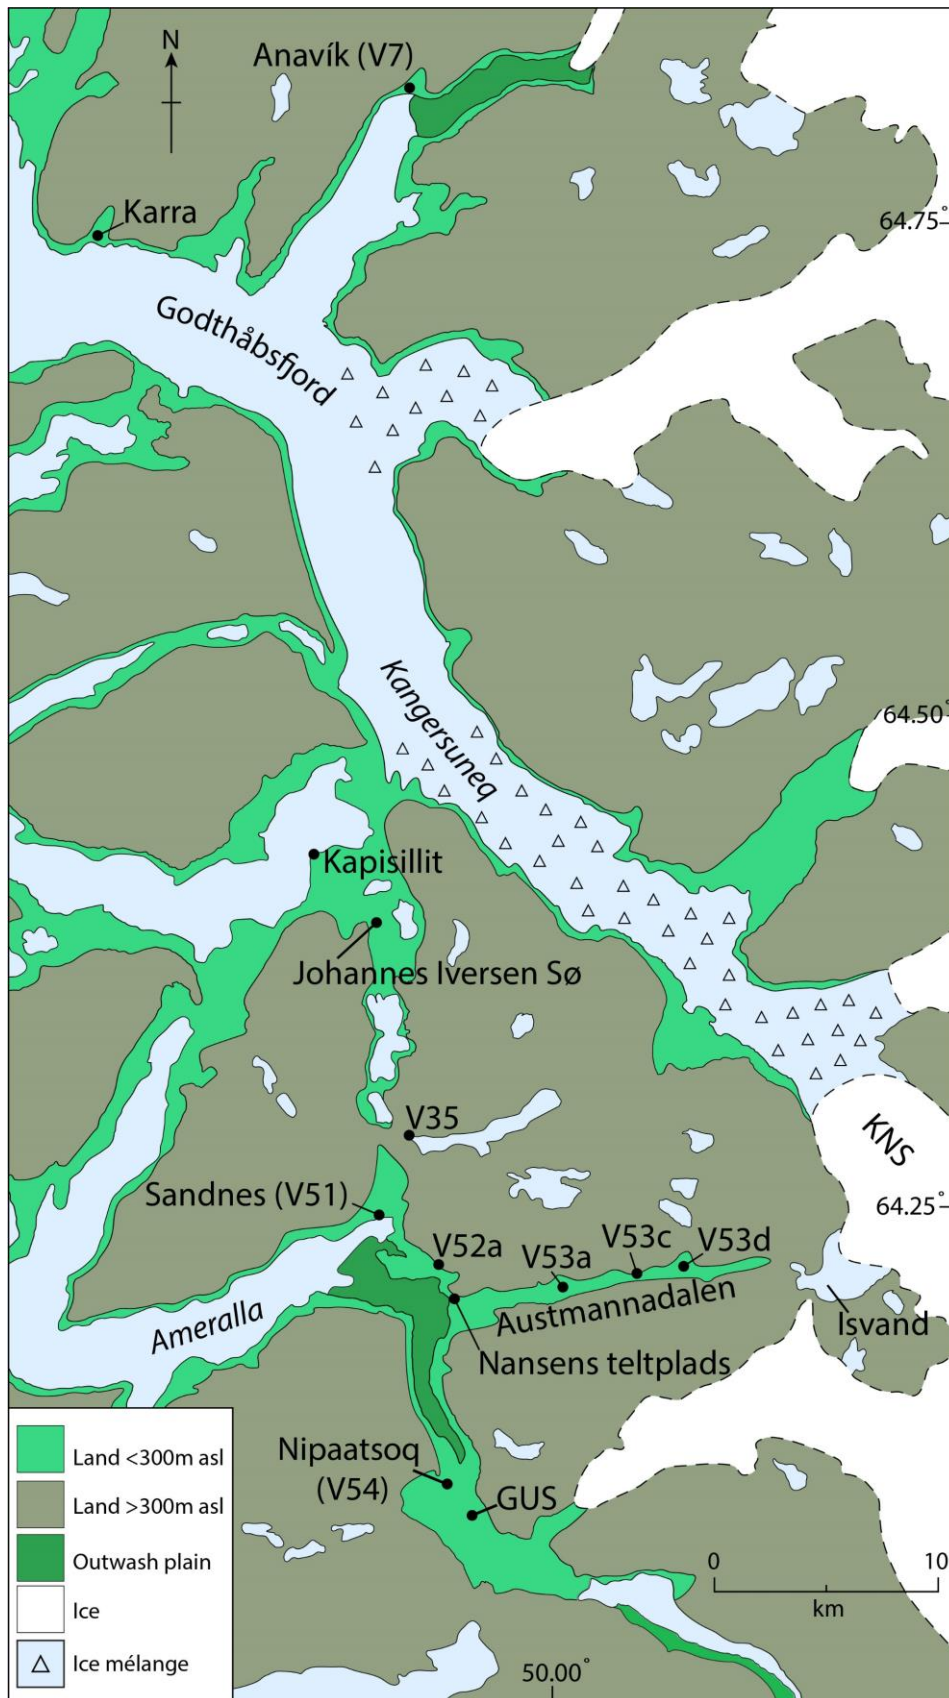 N
Anavík (V7)
Karra
64.75°
Godthåbsfjord
Kangersuneq
64.50°
Kapisillit
Johannes Iversen Sø
V35
KNS
Sandnes (V51)
64.25°
V52a
V53a
V53c
V53d
Austmannadalen
Isvand
Ameralla
Nansens teltplads
Nipaatsoq
(V54)
GUS
Land <300m asl
Land >300m asl
Outwash plain
Ice
Ice mélange
0
10
km
50.00°